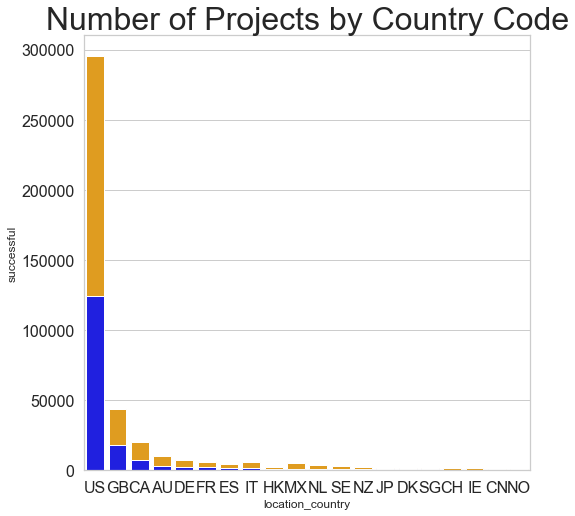 Number of Projects by Country Code
300000
250000
200000
150000
100000
50000
0
successful
US GB CA AU DE FR ES IT HK MX NL SE NZ JP DK SG CH IE CN NO
location_country